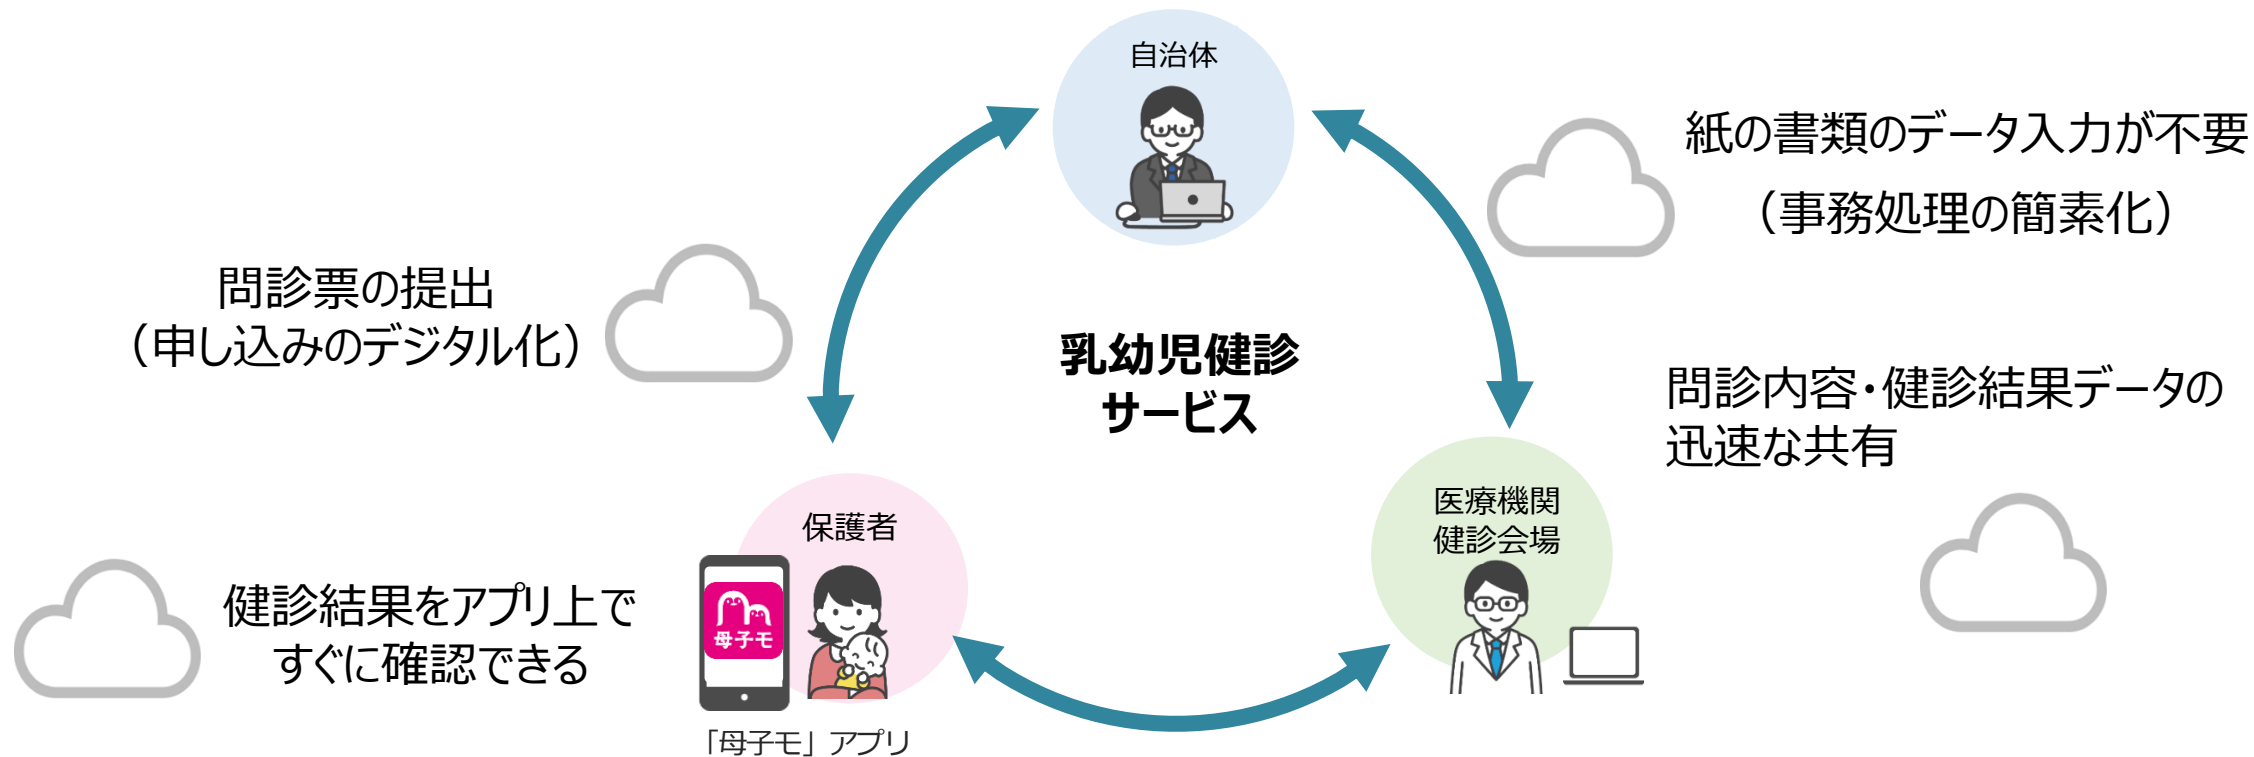 自治体
紙の書類のデータ入力が不要
（事務処理の簡素化）
問診票の提出
（申し込みのデジタル化）
乳幼児健診
サービス
問診内容・健診結果データの
迅速な共有
保護者
医療機関
健診会場
母子モ
健診結果をアプリ上で
すぐに確認できる
「母子モ」アプリ